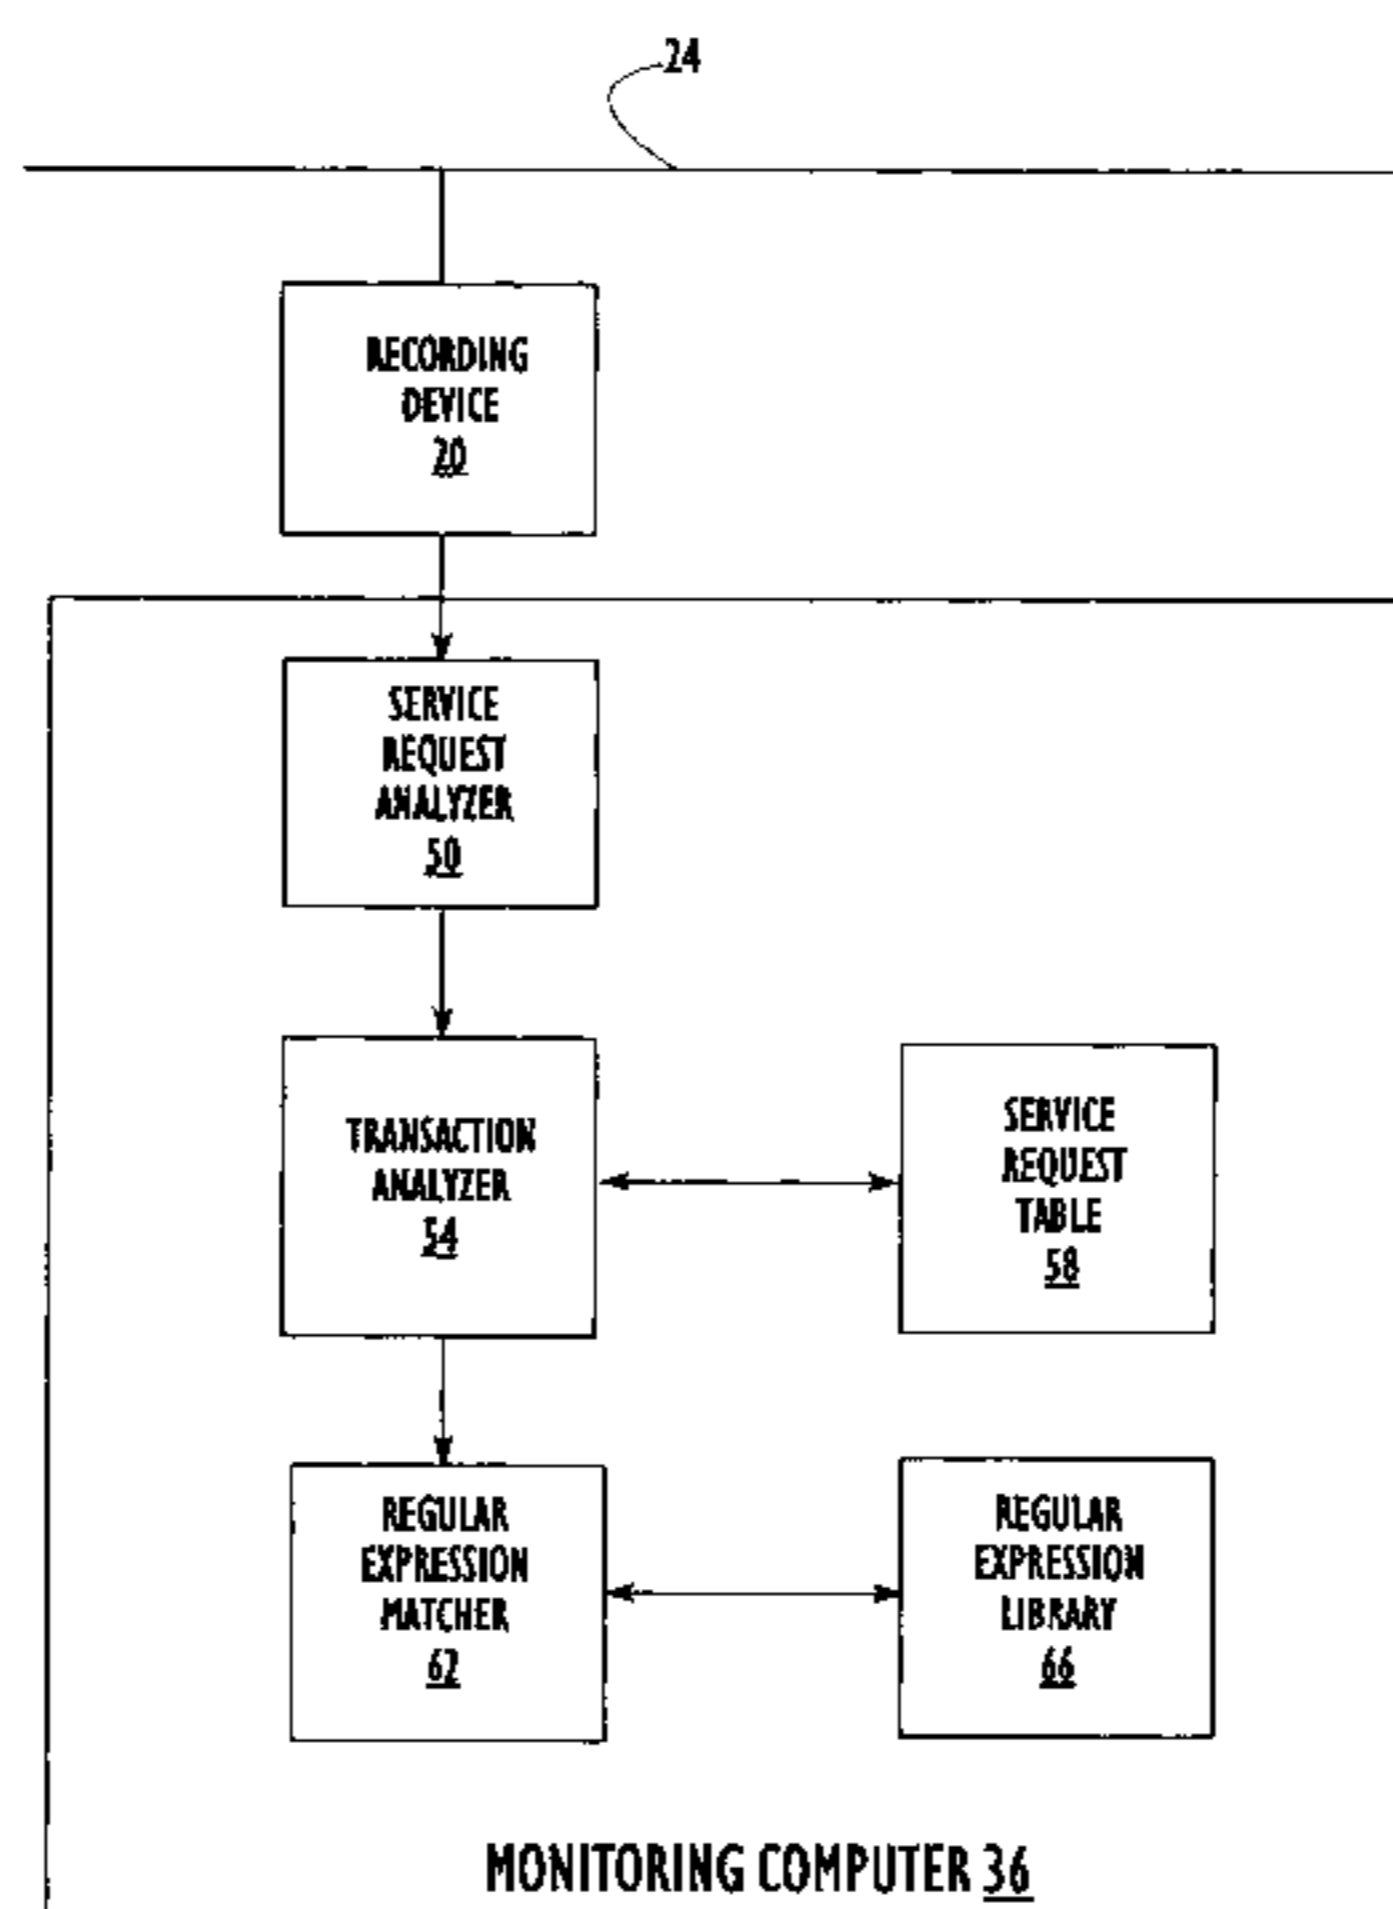 24
RECORDING
DEVICE
20
SERVICE
REQUEST
ANALYZER
50
TRANSACTION
ANALYZER
54
SERVICE
REQUEST
TABLE
58
REGULAR
EXPRESSION
MATCHER
62
REGULAR
EXPRESSION
LIBRARY
66
MONITORING COMPUTER 36